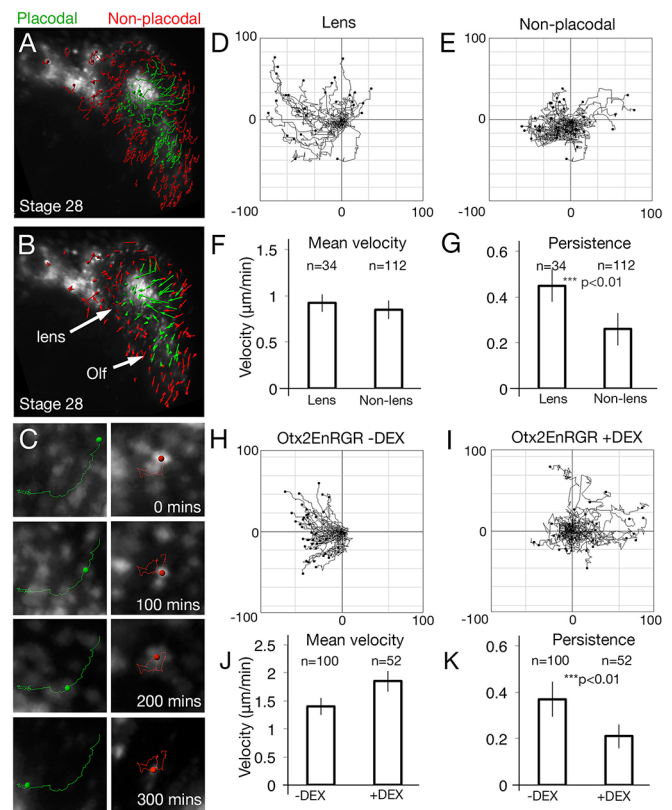 Placodal Non-placodal
A
Stage 28
B
lens
Olf
Stage 28
C
0 mins
100 mins
200 mins
300 mins
D Lens
100
0
-100 0 100
E Non-placodal
100
0
-100 0 100
F Mean velocity
n=34 n=112
Velocity (µm/min)
1.5
1
0.5
0
Lens Non-lens
G Persistence
n=34 n=112
*** p<0.01
0.6
0.4
0.2
0
Lens Non-lens
H Otx2EnRGR -DEX
100
0
-100 0 100
I Otx2EnRGR +DEX
100
0
-100 0 100
J Mean velocity
n=100 n=52
Velocity (µm/min)
2.5
2
1.5
1
0.5
0
-DEX +DEX
K Persistence
n=100 n=52
***p<0.01
0.6
0.4
0.2
0
-DEX +DEX